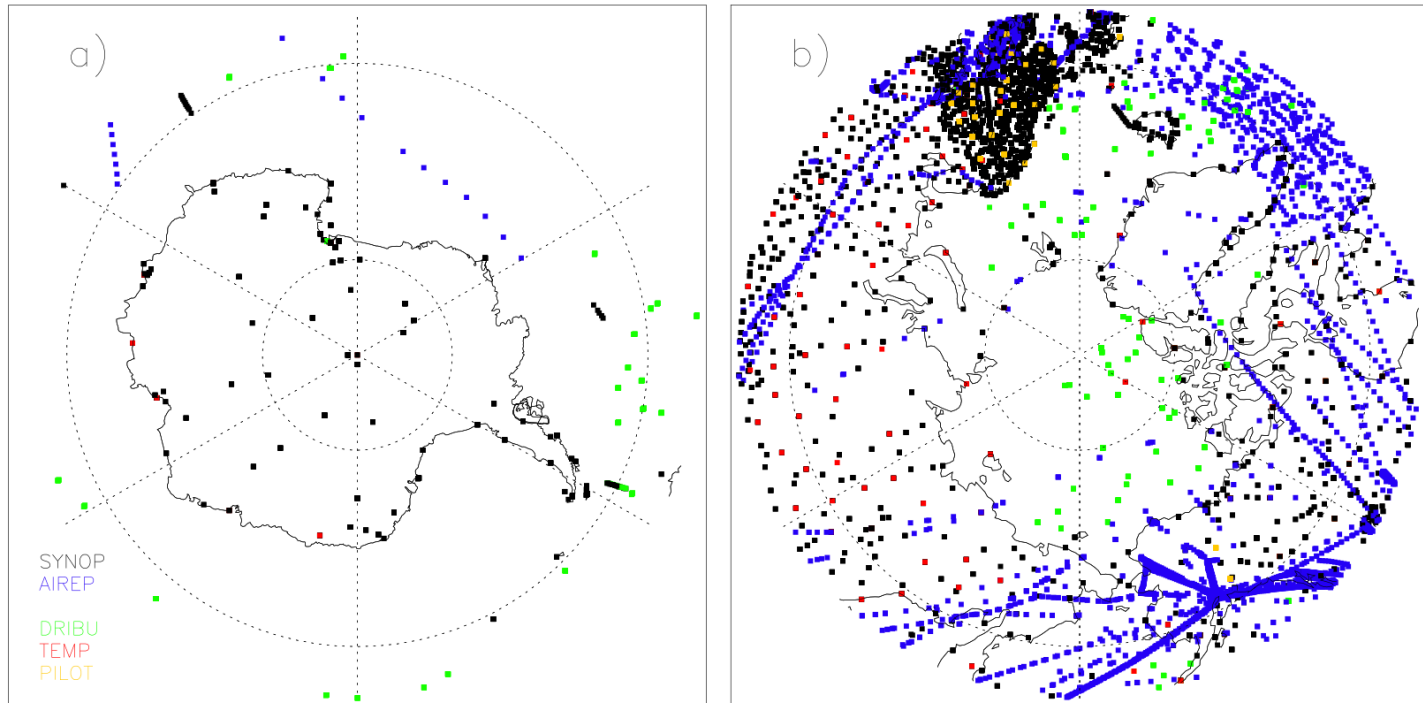 a)
b)
SYNOP
AIREP
DRIBU
TEMP
PILOT